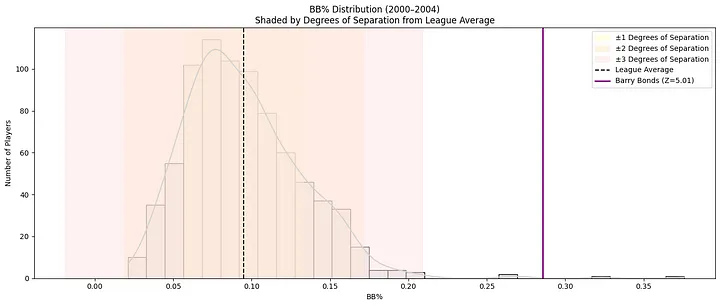 BB% Distribution (2000–2004)
Shaded by Degrees of Separation from League Average
±1 Degrees of Separation
±2 Degrees of Separation
±3 Degrees of Separation
League Average
Barry Bonds (Z=5.01)
Number of Players
100
80
60
40
20
0
0.00
0.05
0.10
0.15
0.20
0.25
0.30
0.35
BB%